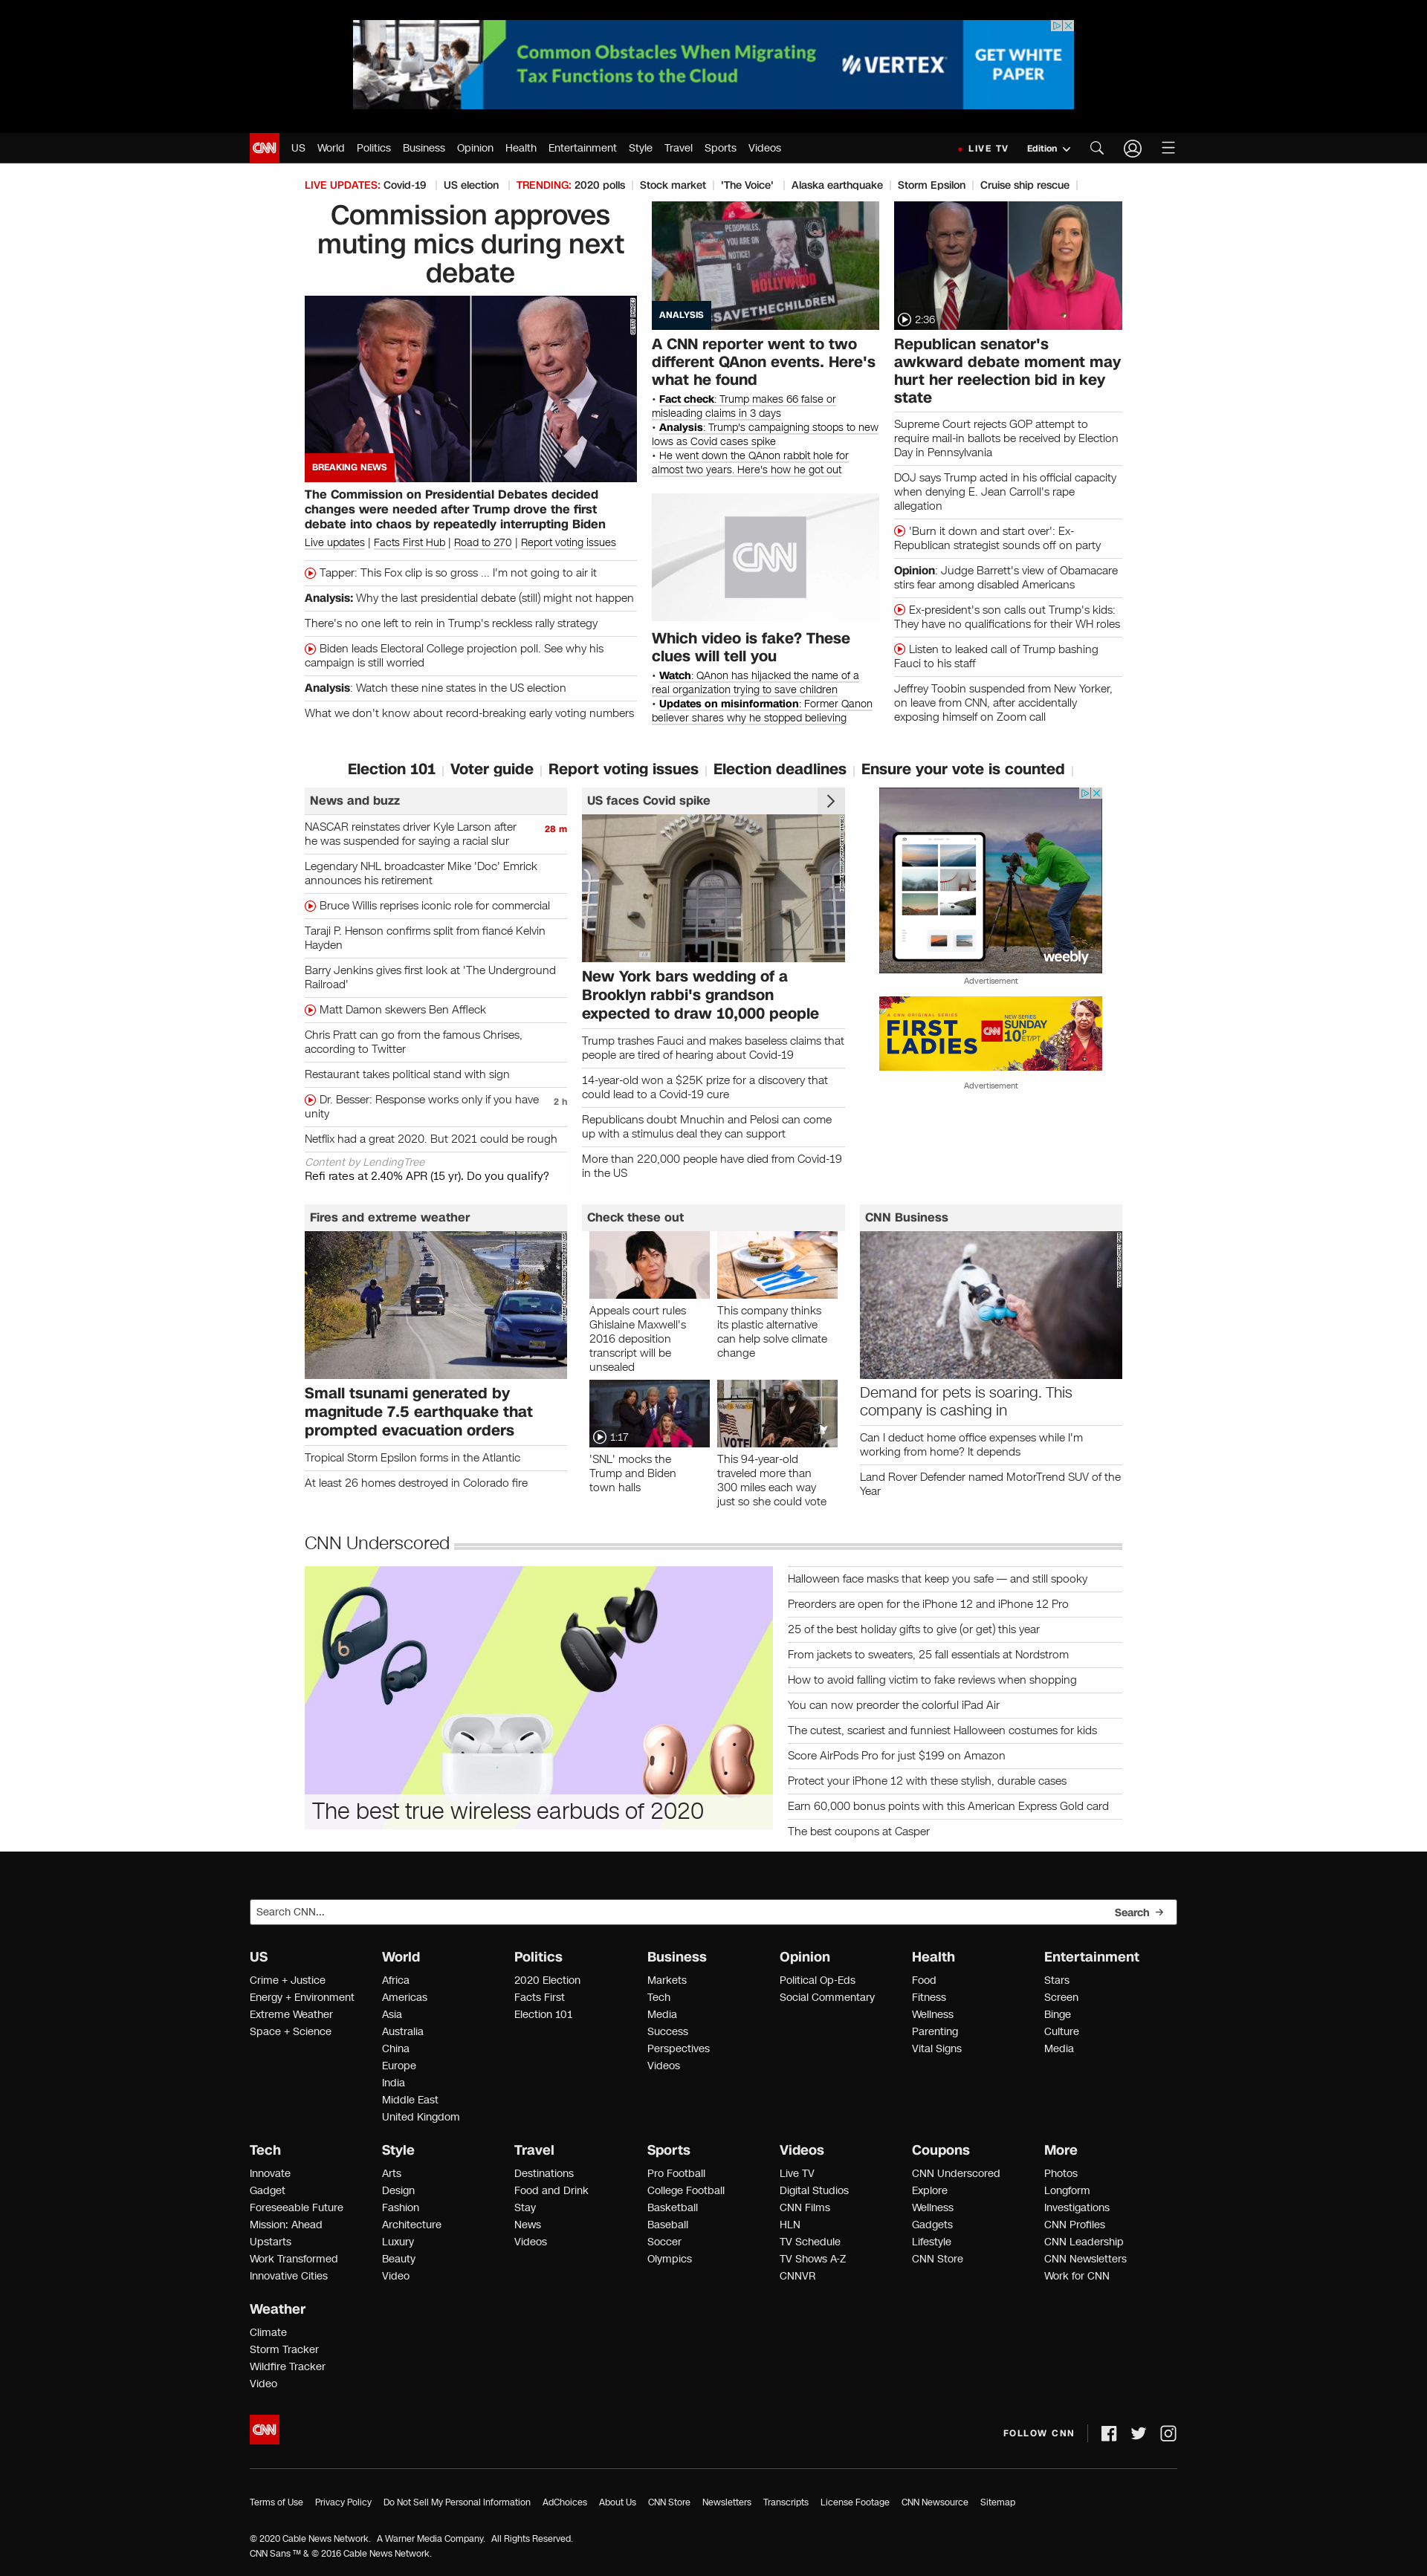 Common Obstacles When Migrating
Tax Functions to the Cloud
VERTEX
GET WHITE
PAPER
CNN
US
World
Politics
Business
Opinion
Health
Entertainment
Style
Travel
Sports
Videos
LIVE TV
Edition
LIVE UPDATES: Covid-19 | US election | TRENDING: 2020 polls | Stock market | 'The Voice' | Alaska earthquake | Storm Epsilon | Cruise ship rescue |
Commission approves
muting mics during next
debate
GETTY IMAGES
BREAKING NEWS
The Commission on Presidential Debates decided
changes were needed after Trump drove the first
debate into chaos by repeatedly interrupting Biden
Live updates | Facts First Hub | Road to 270 | Report voting issues
Tapper: This Fox clip is so gross ... I'm not going to air it
Analysis: Why the last presidential debate (still) might not happen
There's no one left to rein in Trump's reckless rally strategy
Biden leads Electoral College projection poll. See why his
campaign is still worried
Analysis: Watch these nine states in the US election
What we don't know about record-breaking early voting numbers
PEDOPHILES,
YOU ARE ON
NOTICE
HOLLYWOOD
#SAVETHECHILDREN
ANALYSIS
A CNN reporter went to two
different QAnon events. Here's
what he found
• Fact check: Trump makes 66 false or
misleading claims in 3 days
• Analysis: Trump's campaigning stoops to new
lows as Covid cases spike
• He went down the QAnon rabbit hole for
almost two years. Here's how he got out
CNN
Which video is fake? These
clues will tell you
• Watch: QAnon has hijacked the name of a
real organization trying to save children
• Updates on misinformation: Former Qanon
believer shares why he stopped believing
2:36
Republican senator's
awkward debate moment may
hurt her reelection bid in key
state
Supreme Court rejects GOP attempt to
require mail-in ballots be received by Election
Day in Pennsylvania
DOJ says Trump acted in his official capacity
when denying E. Jean Carroll's rape
allegation
'Burn it down and start over': Ex-
Republican strategist sounds off on party
Opinion: Judge Barrett's view of Obamacare
stirs fear among disabled Americans
Ex-president's son calls out Trump's kids:
They have no qualifications for their WH roles
Listen to leaked call of Trump bashing
Fauci to his staff
Jeffrey Toobin suspended from New Yorker,
on leave from CNN, after accidentally
exposing himself on Zoom call
Election 101 | Voter guide | Report voting issues | Election deadlines | Ensure your vote is counted |
News and buzz
NASCAR reinstates driver Kyle Larson after
he was suspended for saying a racial slur
28 m
Legendary NHL broadcaster Mike 'Doc' Emrick
announces his retirement
Bruce Willis reprises iconic role for commercial
Taraji P. Henson confirms split from fiancé Kelvin
Hayden
Barry Jenkins gives first look at 'The Underground
Railroad'
Matt Damon skewers Ben Affleck
Chris Pratt can go from the famous Chrises,
according to Twitter
Restaurant takes political stand with sign
Dr. Besser: Response works only if you have
unity
2 h
Netflix had a great 2020. But 2021 could be rough
Content by LendingTree
Refi rates at 2.40% APR (15 yr). Do you qualify?
US faces Covid spike
New York bars wedding of a
Brooklyn rabbi's grandson
expected to draw 10,000 people
Trump trashes Fauci and makes baseless claims that
people are tired of hearing about Covid-19
14-year-old won a $25K prize for a discovery that
could lead to a Covid-19 cure
Republicans doubt Mnuchin and Pelosi can come
up with a stimulus deal they can support
More than 220,000 people have died from Covid-19
in the US
weebly
Advertisement
A CNN ORIGINAL SERIES
FIRST
LADIES
CNN
NEW SERIES
SUNDAY
10P ET/PT
Advertisement
Fires and extreme weather
Small tsunami generated by
magnitude 7.5 earthquake that
prompted evacuation orders
Tropical Storm Epsilon forms in the Atlantic
At least 26 homes destroyed in Colorado fire
Check these out
Appeals court rules
Ghislaine Maxwell's
2016 deposition
transcript will be
unsealed
This company thinks
its plastic alternative
can help solve climate
change
1:17
'SNL' mocks the
Trump and Biden
town halls
VOTE
This 94-year-old
traveled more than
300 miles each way
just so she could vote
CNN Business
Demand for pets is soaring. This
company is cashing in
Can I deduct home office expenses while I'm
working from home? It depends
Land Rover Defender named MotorTrend SUV of the
Year
CNN Underscored
The best true wireless earbuds of 2020
Halloween face masks that keep you safe — and still spooky
Preorders are open for the iPhone 12 and iPhone 12 Pro
25 of the best holiday gifts to give (or get) this year
From jackets to sweaters, 25 fall essentials at Nordstrom
How to avoid falling victim to fake reviews when shopping
You can now preorder the colorful iPad Air
The cutest, scariest and funniest Halloween costumes for kids
Score AirPods Pro for just $199 on Amazon
Protect your iPhone 12 with these stylish, durable cases
Earn 60,000 bonus points with this American Express Gold card
The best coupons at Casper
Search CNN...
Search →
US
Crime + Justice
Energy + Environment
Extreme Weather
Space + Science
World
Africa
Americas
Asia
Australia
China
Europe
India
Middle East
United Kingdom
Politics
2020 Election
Facts First
Election 101
Business
Markets
Tech
Media
Success
Perspectives
Videos
Opinion
Political Op-Eds
Social Commentary
Health
Food
Fitness
Wellness
Parenting
Vital Signs
Entertainment
Stars
Screen
Binge
Culture
Media
Tech
Innovate
Gadget
Foreseeable Future
Mission: Ahead
Upstarts
Work Transformed
Innovative Cities
Style
Arts
Design
Fashion
Architecture
Luxury
Beauty
Video
Travel
Destinations
Food and Drink
Stay
News
Videos
Sports
Pro Football
College Football
Basketball
Baseball
Soccer
Olympics
Videos
Live TV
Digital Studios
CNN Films
HLN
TV Schedule
TV Shows A-Z
CNNVR
Coupons
CNN Underscored
Explore
Wellness
Gadgets
Lifestyle
CNN Store
More
Photos
Longform
Investigations
CNN Profiles
CNN Leadership
CNN Newsletters
Work for CNN
Weather
Climate
Storm Tracker
Wildfire Tracker
Video
CNN
FOLLOW CNN
Terms of Use
Privacy Policy
Do Not Sell My Personal Information
AdChoices
About Us
CNN Store
Newsletters
Transcripts
License Footage
CNN Newsource
Sitemap
© 2020 Cable News Network. A Warner Media Company. All Rights Reserved.
CNN Sans ™ & © 2016 Cable News Network.